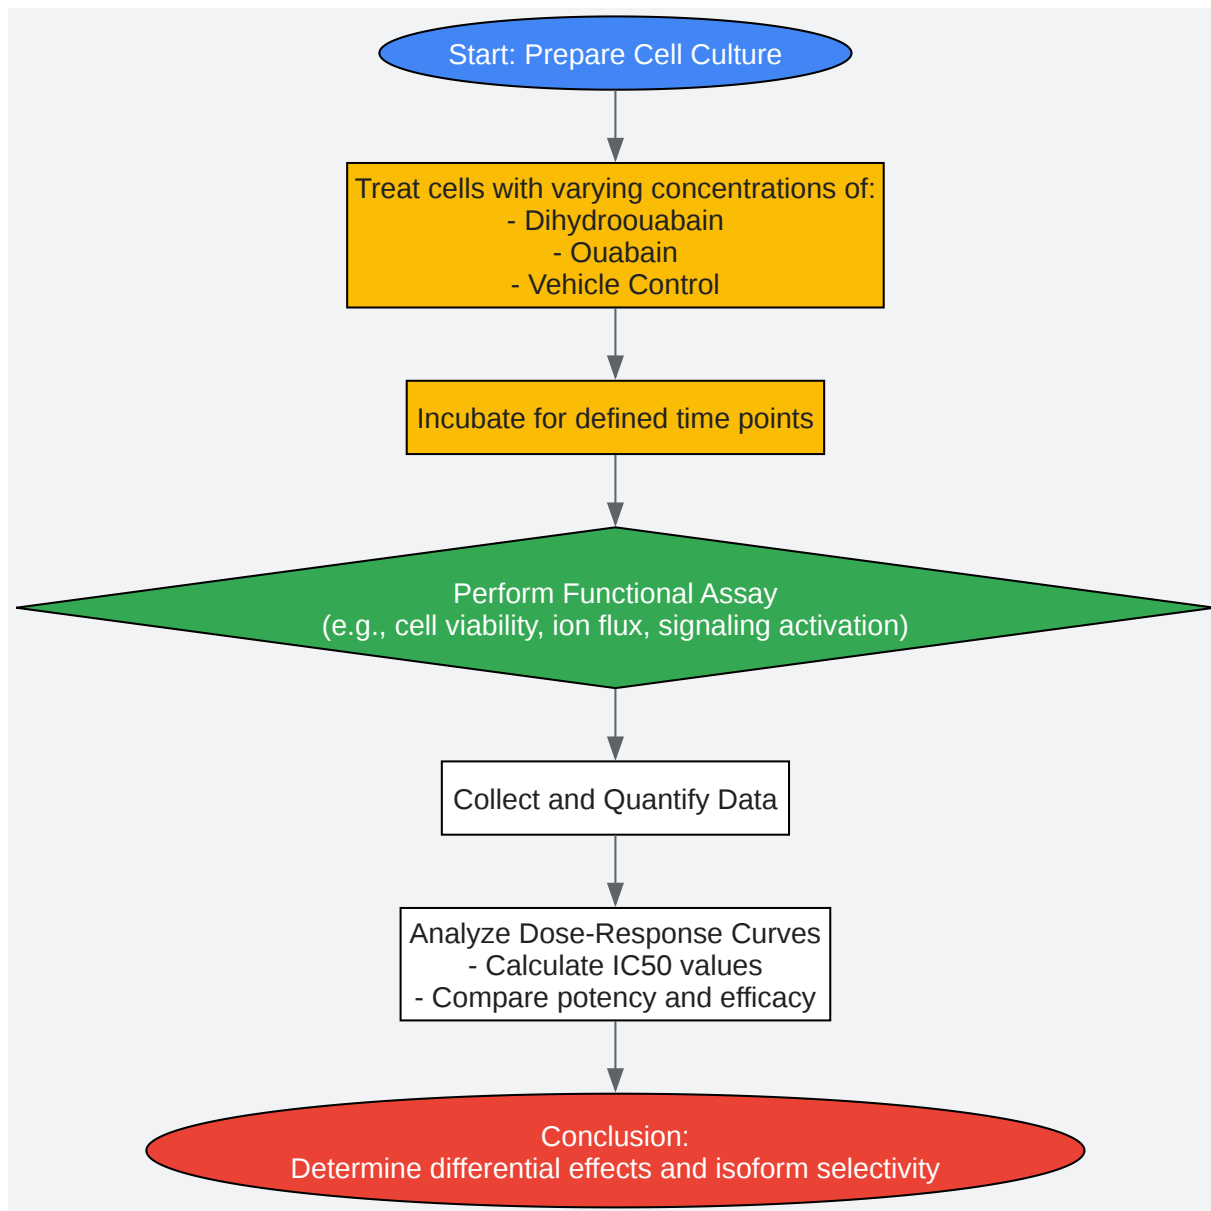 Start: Prepare Cell Culture
Treat cells with varying concentrations of:
- Dihydroouabain
- Ouabain
- Vehicle Control
Incubate for defined time points
Perform Functional Assay
(e.g., cell viability, ion flux, signaling activation)
Collect and Quantify Data
Analyze Dose-Response Curves
- Calculate IC50 values
- Compare potency and efficacy
Conclusion:
Determine differential effects and isoform selectivity